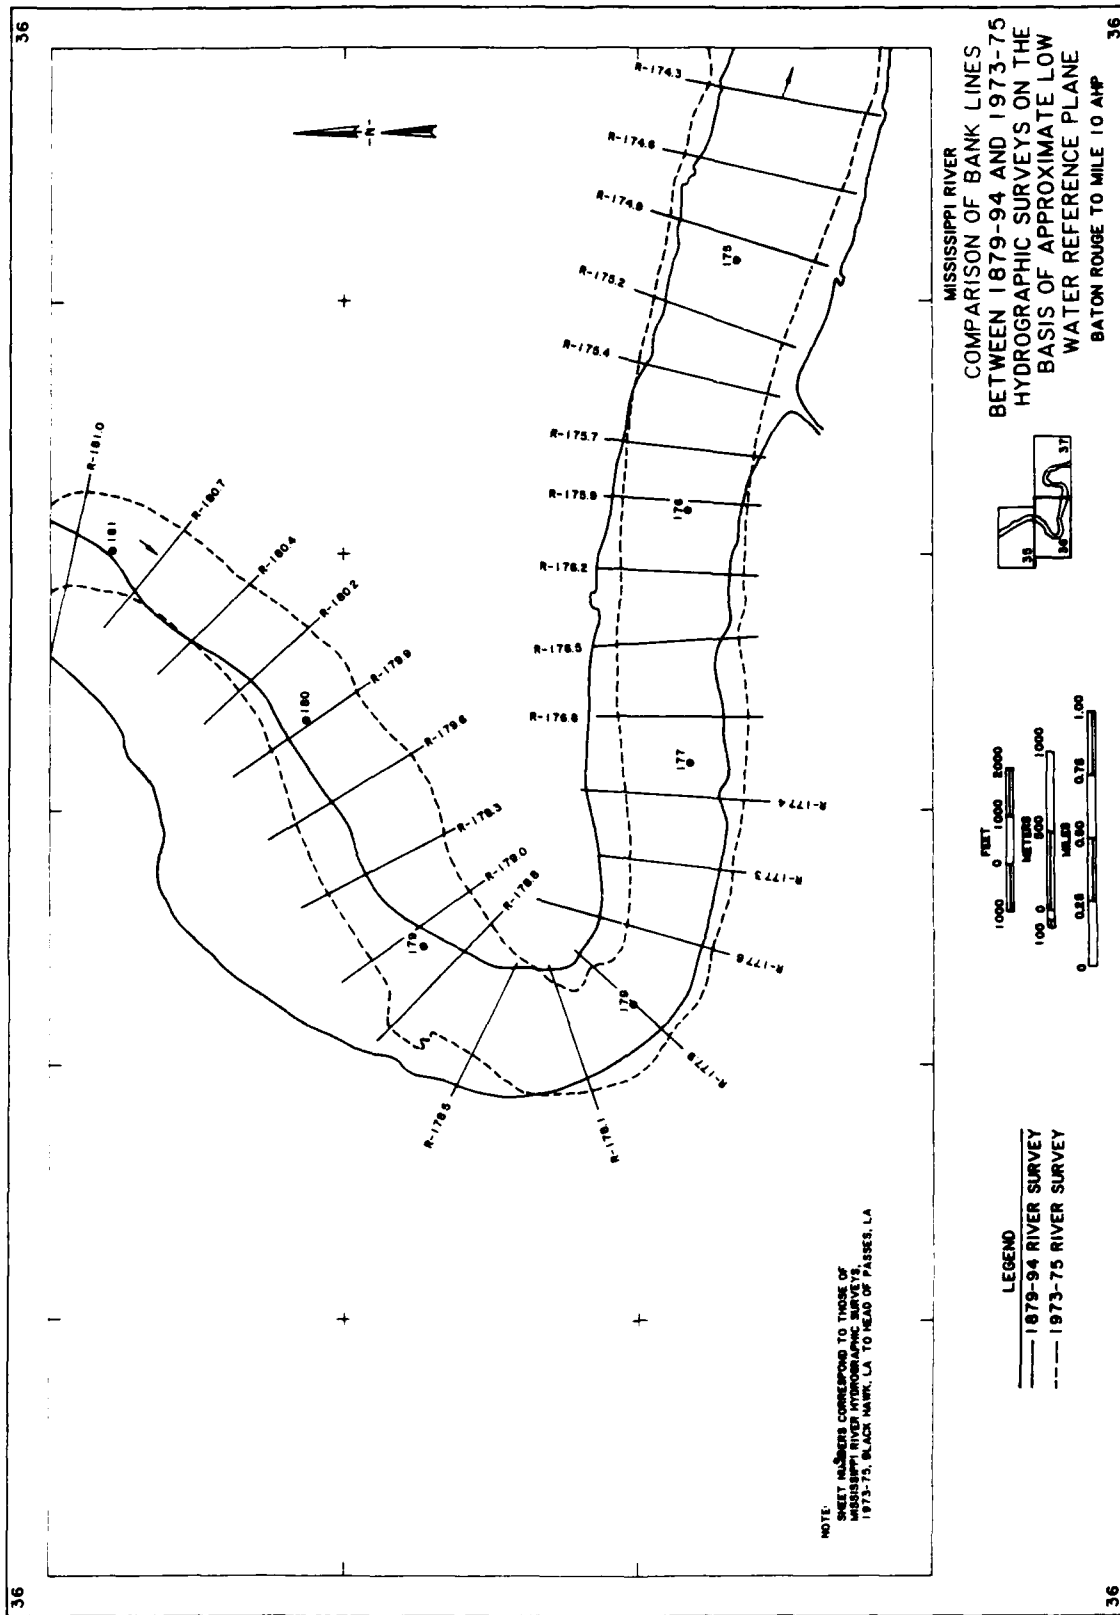 36
36
R-181.0
181
R-180.7
R-180.4
R-180.2
180
R-179.9
R-179.6
R-179.3
R-179.0
179
R-178.8
R-178.5
R-178.1
178
R-177.9
R-177.6
R-177.3
R-177.4
177
R-176.8
R-176.5
R-176.2
176
R-175.9
R-175.7
R-175.4
R-175.2
175
R-174.9
R-174.6
R-174.3
-N-
NOTE:
SHEET NUMBERS CORRESPOND TO THOSE OF
MISSISSIPPI RIVER HYDROGRAPHIC SURVEYS,
1973-75, BLACK HAWK, LA TO HEAD OF PASSES, LA
LEGEND
1879-94 RIVER SURVEY
1973-75 RIVER SURVEY
FEET
1000 0 1000 2000
METERS
100 0 500 1000
MILES
0 0.25 0.50 0.75 1.00
35
36
37
MISSISSIPPI RIVER
COMPARISON OF BANK LINES
BETWEEN 1879-94 AND 1973-75
HYDROGRAPHIC SURVEYS ON THE
BASIS OF APPROXIMATE LOW
WATER REFERENCE PLANE
BATON ROUGE TO MILE 10 AHP
36
36